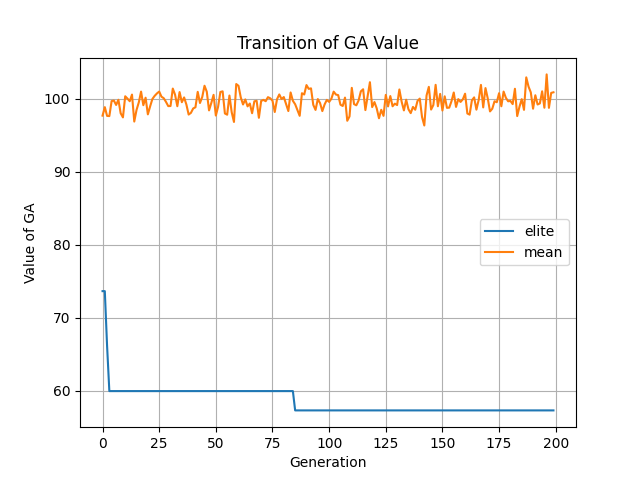 Transition of GA Value
Value of GA
100
90
80
70
60
elite
mean
0 25 50 75 100 125 150 175 200
Generation